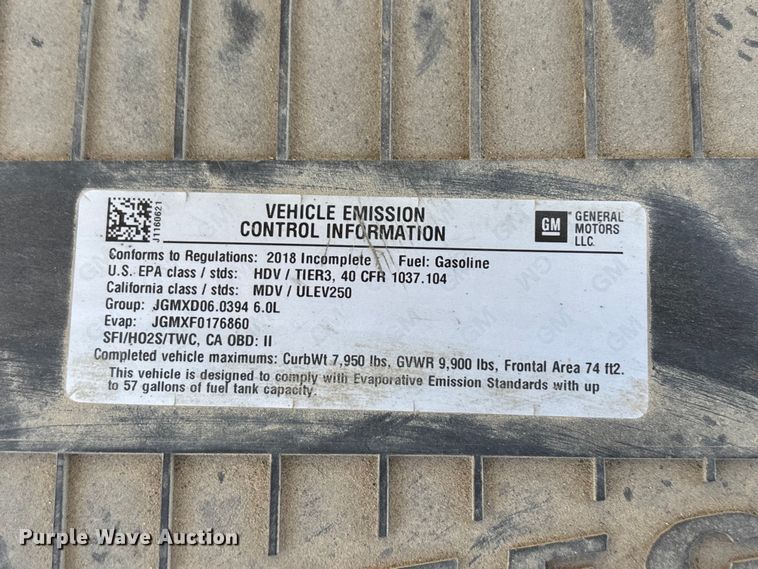 J1160621
VEHICLE EMISSION
CONTROL INFORMATION
GM
GENERAL
MOTORS
LLC.
Conforms to Regulations: 2018 Incomplete Fuel: Gasoline
U.S. EPA class / stds: HDV / TIER3, 40 CFR 1037.104
California class / stds: MDV / ULEV250
Group: JGMXD06.0394 6.0L
Evap: JGMXF0176860
SFI/HO2S/TWC, CA OBD: II
Completed vehicle maximums: CurbWt 7,950 lbs, GVWR 9,900 lbs, Frontal Area 74 ft2.
This vehicle is designed to comply with Evaporative Emission Standards with up
to 57 gallons of fuel tank capacity.
Purple Wave Auction